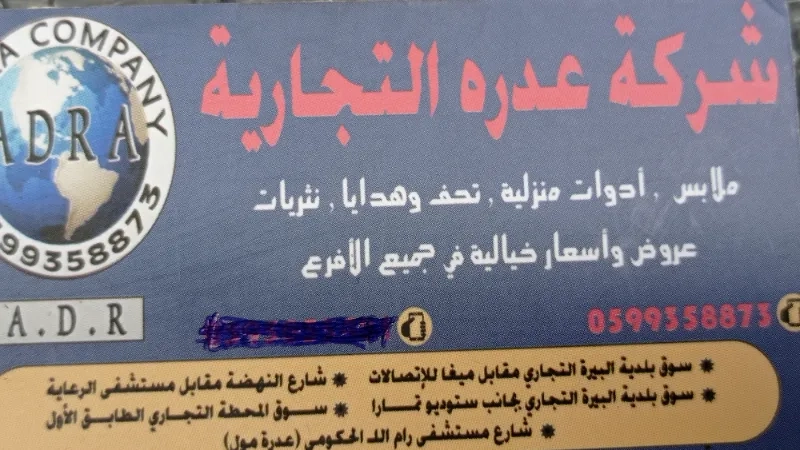 شركة عدره التجارية
A COMPANY
ADRA
99358873
ملابس , أدوات منزلية , تحف وهدايا , نثريات
عروض وأسعار خيالية في جميع الأفرع
A.D.R
0599358873
* سوق بلدية البيرة التجاري مقابل ميغا للإتصالات
* شارع النهضة مقابل مستشفى الرعاية
* سوق بلدية البيرة التجاري بجانب ستوديو تمارا
* سوق المحطة التجاري الطابق الأول
* شارع مستشفى رام الله الحكومي (عدرة مول)